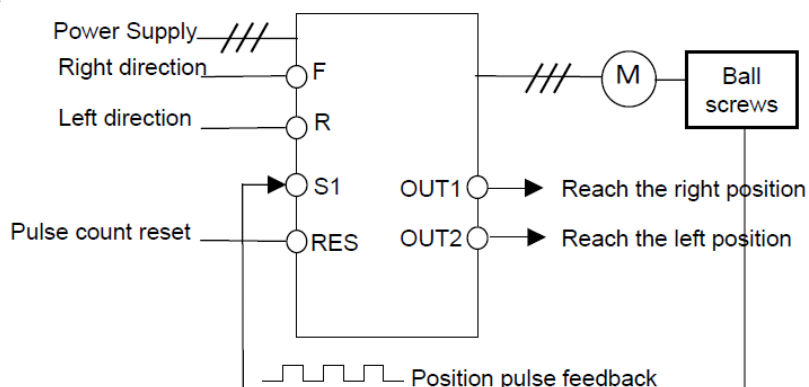 Power Supply
Right direction
F
M
Ball
screws
Left direction
R
S1
OUT1
Reach the right position
Pulse count reset
RES
OUT2
Reach the left position
Position pulse feedback